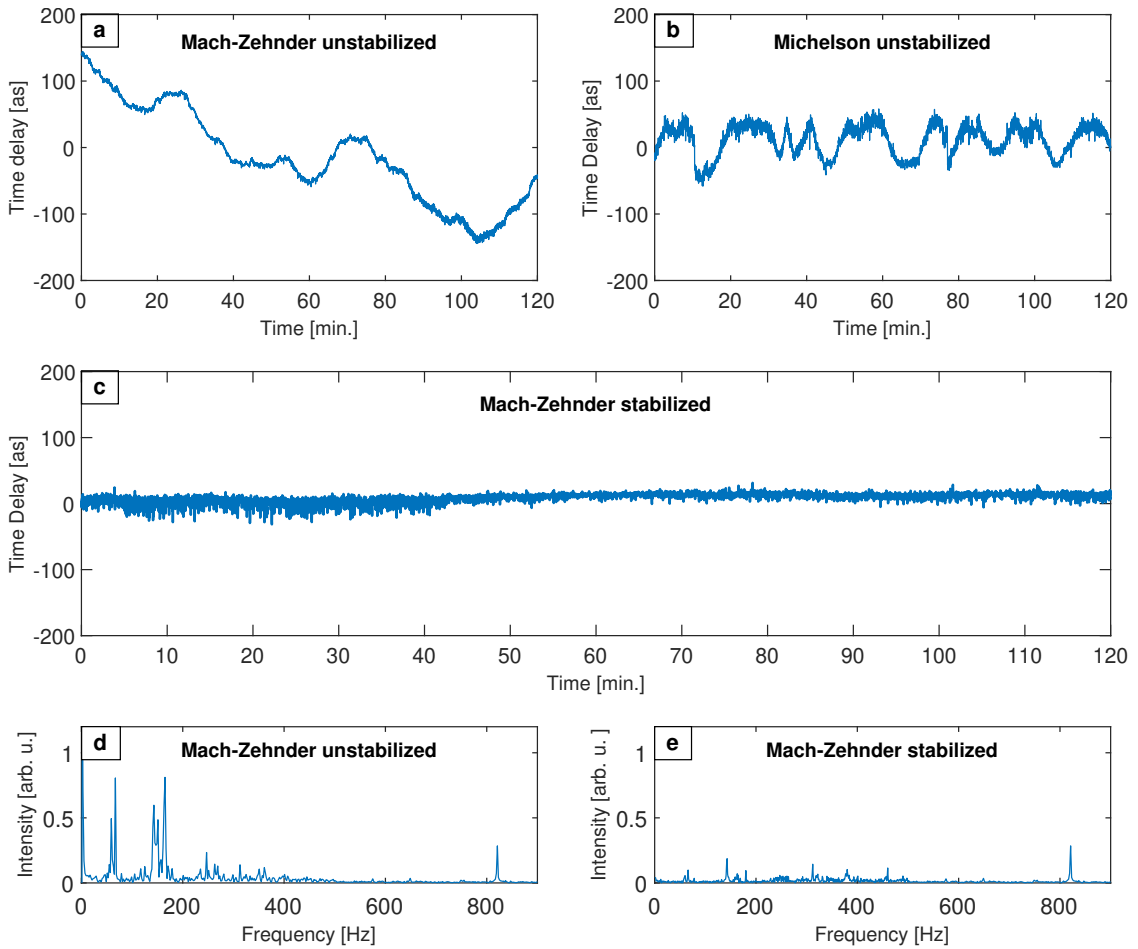 a
Mach-Zehnder unstabilized
200
100
0
-100
-200
Time delay [as]
0 20 40 60 80 100 120
Time [min.]
b
Michelson unstabilized
200
100
0
-100
-200
Time Delay [as]
0 20 40 60 80 100 120
Time [min.]
c
Mach-Zehnder stabilized
200
100
0
-100
-200
Time Delay [as]
0 10 20 30 40 50 60 70 80 90 100 110 120
Time [min.]
d
Mach-Zehnder unstabilized
1
0.5
0
Intensity [arb. u.]
0 200 400 600 800
Frequency [Hz]
e
Mach-Zehnder stabilized
1
0.5
0
Intensity [arb. u. ]
0 200 400 600 800
Frequency [Hz]